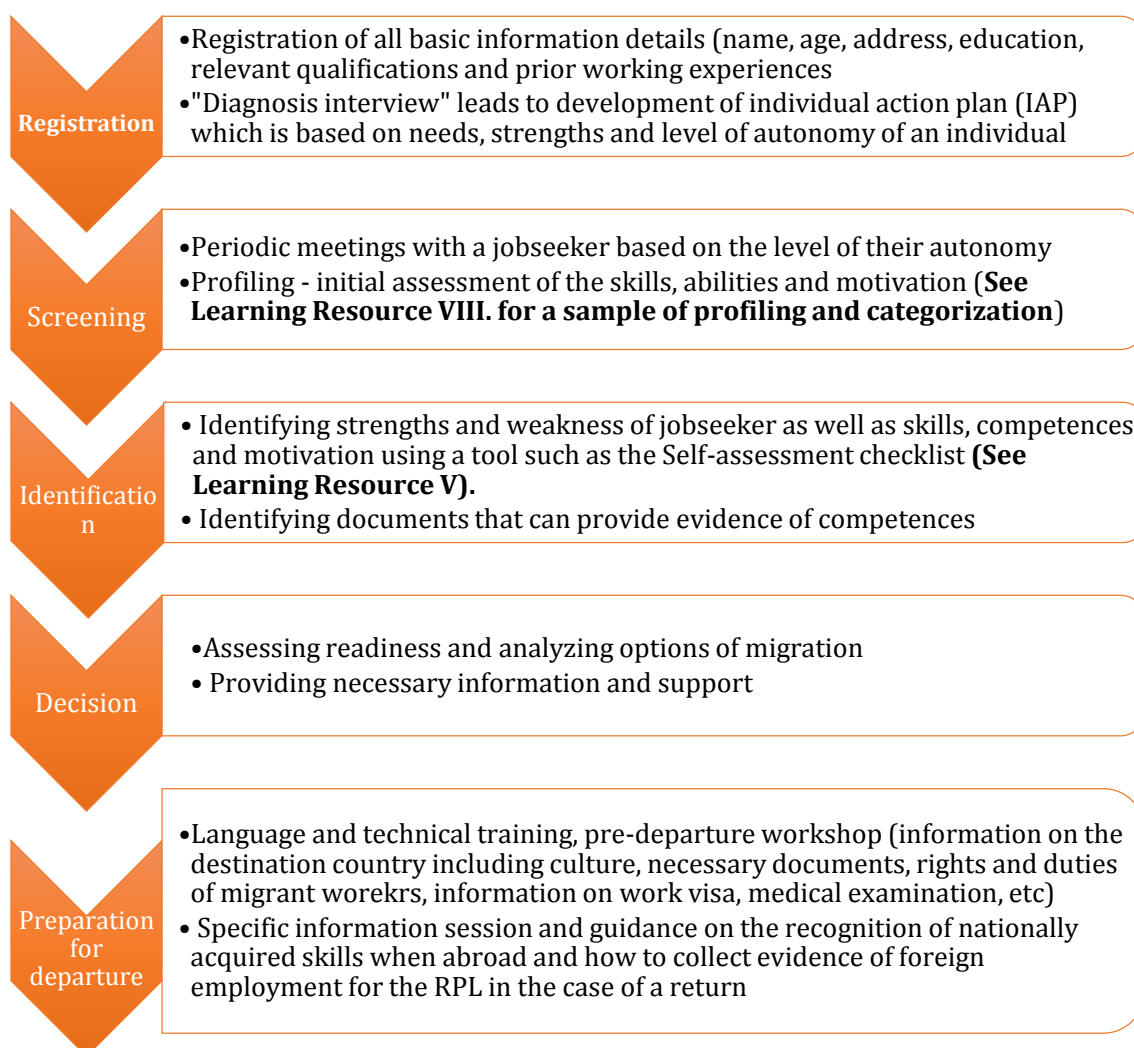 Registration
•Registration of all basic information details (name, age, address, education,
relevant qualifications and prior working experiences
•"Diagnosis interview" leads to development of individual action plan (IAP)
which is based on needs, strengths and level of autonomy of an individual
Screening
•Periodic meetings with a jobseeker based on the level of their autonomy
•Profiling - initial assessment of the skills, abilities and motivation (See
Learning Resource VIII. for a sample of profiling and categorization)
Identificatio
n
• Identifying strengths and weakness of jobseeker as well as skills, competences
and motivation using a tool such as the Self-assessment checklist (See
Learning Resource V).
• Identifying documents that can provide evidence of competences
Decision
•Assessing readiness and analyzing options of migration
• Providing necessary information and support
Preparation
for
departure
•Language and technical training, pre-departure workshop (information on the
destination country including culture, necessary documents, rights and duties
of migrant worekrs, information on work visa, medical examination, etc)
• Specific information session and guidance on the recognition of nationally
acquired skills when abroad and how to collect evidence of foreign
employment for the RPL in the case of a return